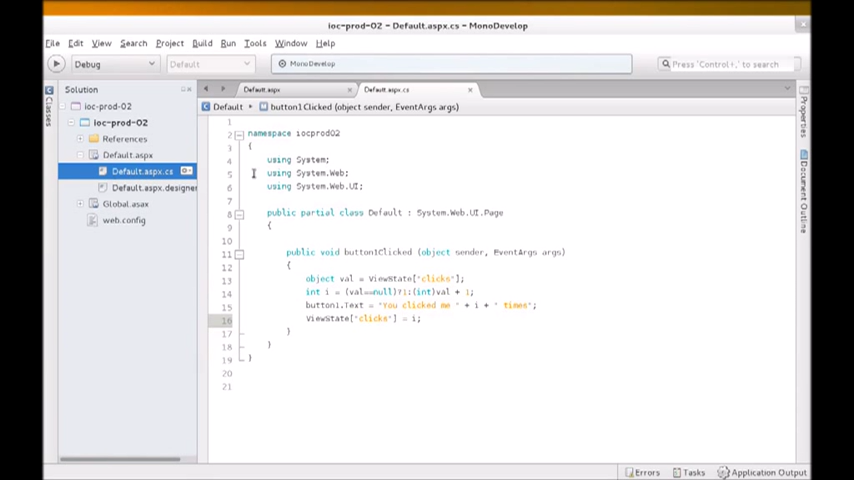 ioc-prod-02 - Default.aspx.cs - MonoDevelop
File Edit View Search Project Build Run Tools Window Help
Debug Default MonoDevelop Press 'Control+,' to search
Classes
Solution
ioc-prod-02
ioc-prod-02
References
Default.aspx
Default.aspx.cs
Default.aspx.designer
Global.asax
web.config
Default.aspx Default.aspx.cs
Default button1Clicked (object sender, EventArgs args)
1
2 namespace iocprod02
3 {
4 using System;
5 using System.Web;
6 using System.Web.UI;
7
8 public partial class Default : System.Web.UI.Page
9 {
10
11 public void button1Clicked (object sender, EventArgs args)
12 {
13 object val = ViewState["clicks"];
14 int i = (val==null)?1:(int)val + 1;
15 button1.Text = "You clicked me " + i + " times";
16 ViewState["clicks"] = i;
17 }
18 }
19 }
20
21
Properties
Document Outline
Errors Tasks Application Output